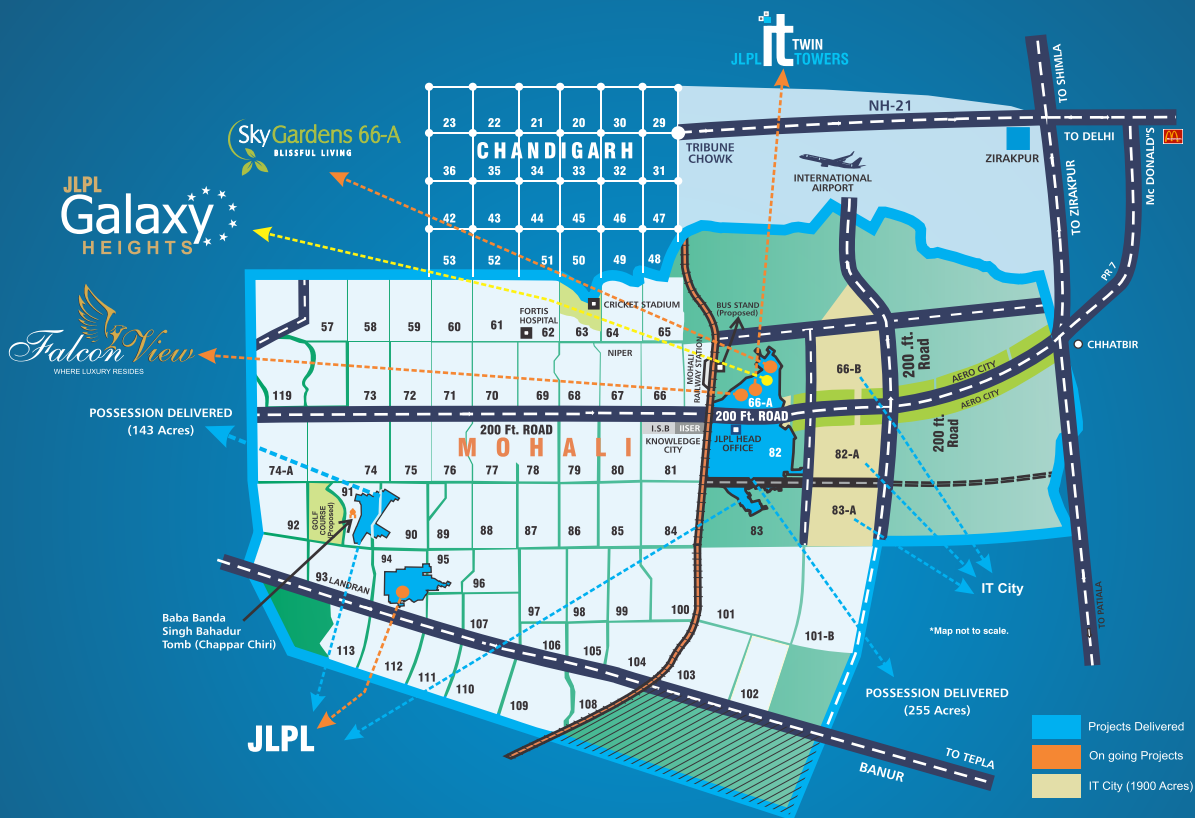 it
TWIN
JLPL TOWERS
TO SHIMLA
NH-21
TO DELHI
Mc DONALD"S
ZIRAKPUR
TO ZIRAKPUR
PR 7
CHHATBIR
TO PATIALA
23 22 21 20 30 29
CHANDIGARH
36 35 34 33 32 31
42 43 44 45 46 47
53 52 51 50 49 48
TRIBUNE
CHOWK
INTERNATIONAL
AIRPORT
SkyGardens 66-A
BLISSFUL LIVING
JLPL
Galaxy
HEIGHTS
Falcon View
WHERE LUXURY RESIDES
POSSESSION DELIVERED
(143 Acres)
CRICKET STADIUM
FORTIS
HOSPITAL
BUS STAND
(Proposed)
57 58 59 60 61 62 63 64 65
NIPER
MOHALI
RAILWAY STATION
119 73 72 71 70 69 68 67 66
66-A
66-B
200 .ft.
Road
AERO CITY
AERO CITY
200 Ft. ROAD
200 Ft. ROAD
200 ft.
Road
MOHALI
I.S.B IISER
KNOWLEDGE
CITY
JLPL HEAD
OFFICE
82
82-A
74-A 74 75 76 77 78 79 80 81
91
GOLF
COURSE
(Proposed)
92 90 89 88 87 86 85 84 83
83-A
93 LANDRAN
94 95 96
97 98 99 100 101
101-B
107 106 105 104 103 102
113 112 111 110 109 108
Baba Banda
Singh Bahadur
Tomb (Chappar Chiri)
JLPL
IT City
*Map not to scale.
POSSESSION DELIVERED
(255 Acres)
TO TEPLA
BANUR
Projects Delivered
On going Projects
IT City (1900 Acres)